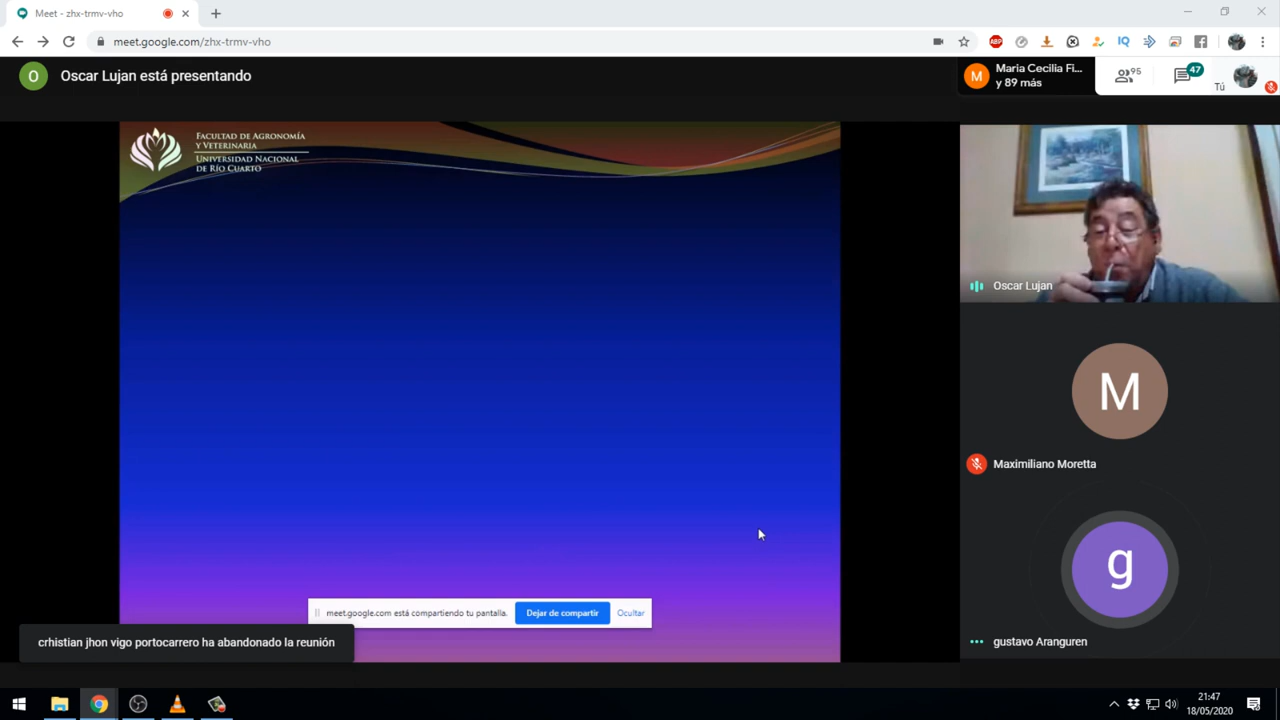 Meet - zhx-trmv-vho
meet.google.com/zhx-trmv-vho
ABP
IQ
O
Oscar Lujan está presentando
M
Maria Cecilia Fi...
y 89 más
95
47
Tú
FACULTAD DE AGRONOMÍA
Y VETERINARIA
UNIVERSIDAD NACIONAL
DE RÍO CUARTO
Oscar Lujan
M
Maximiliano Moretta
g
gustavo Aranguren
meet.google.com está compartiendo tu pantalla.
Dejar de compartir
Ocultar
crhistian jhon vigo portocarrero ha abandonado la reunión
21:47
18/05/2020